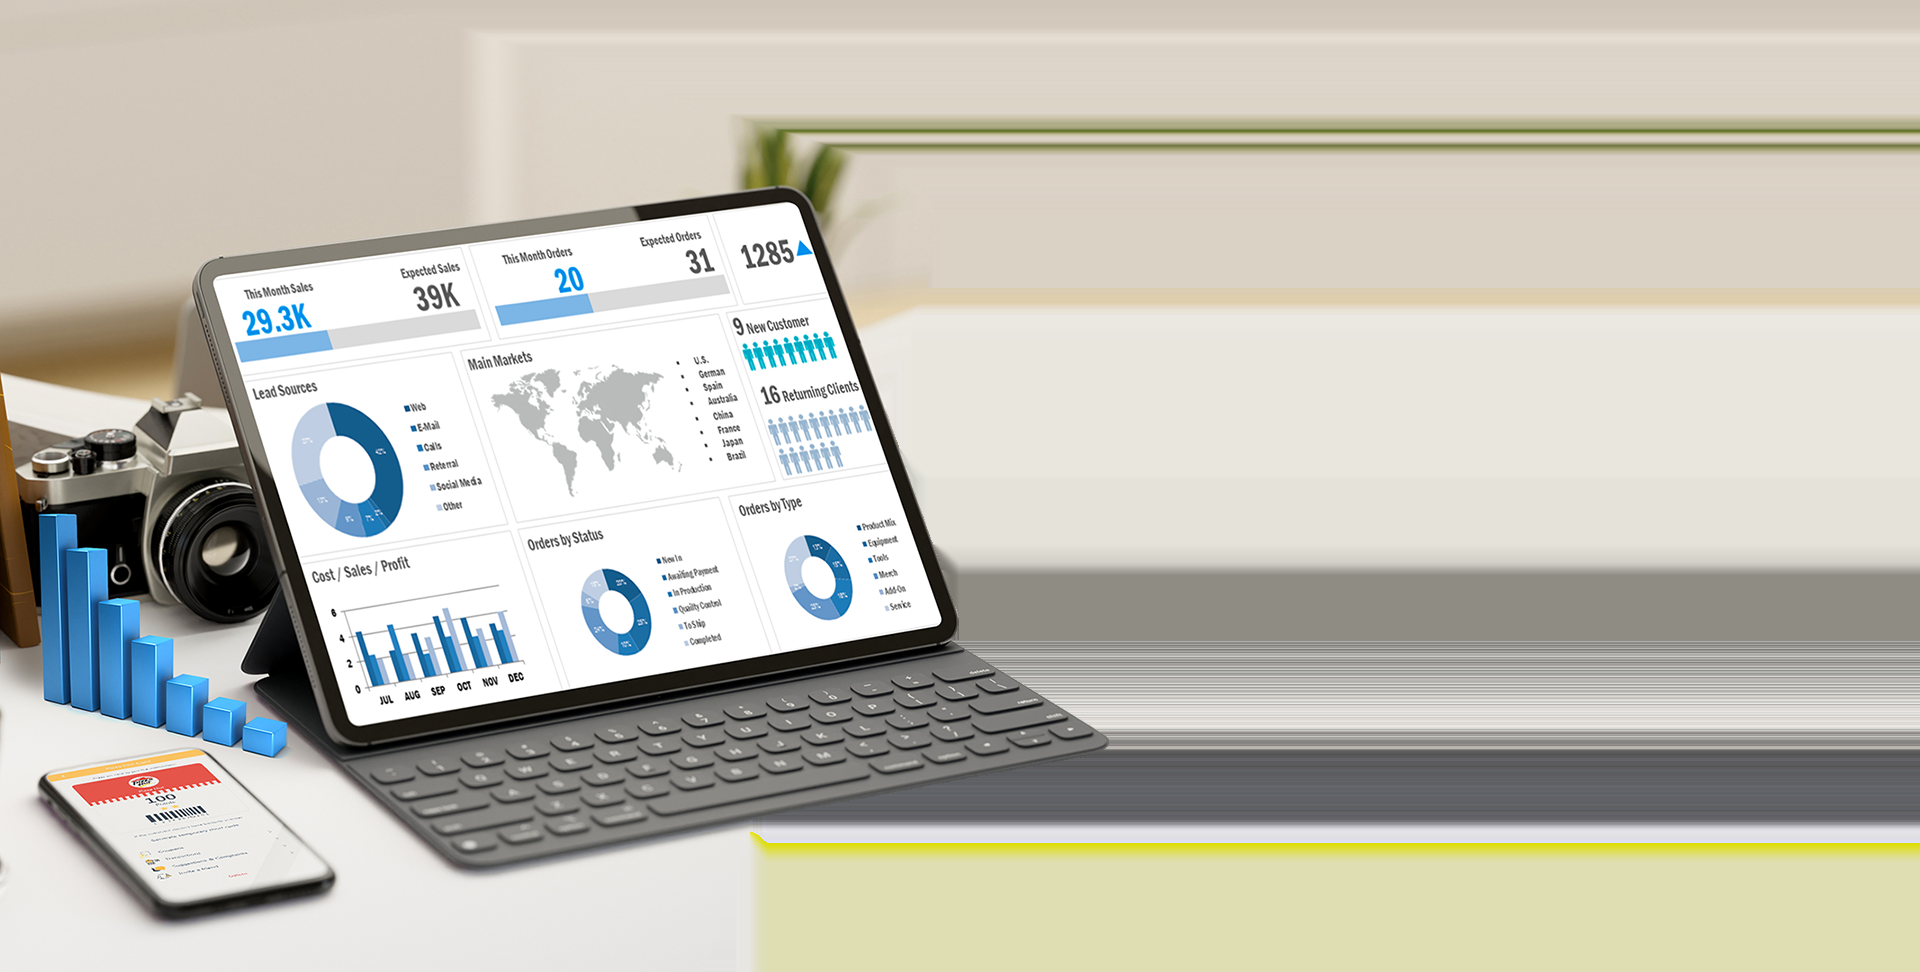 This Month Sales
29.3K
Expected Sales
39K
This Month Orders
20
Expected Orders
31
1285
9 New Customer
16 Returning Clients
Lead Sources
Web
E-Mail
Calls
Referral
Social Media
Other
Main Markets
U.S.
German
Spain
Australia
China
France
Japan
Brazil
Cost / Sales / Profit
6
4
2
0
JUL AUG SEP OCT NOV DEC
Orders by Status
New In
Awaiting Payment
In Production
Quality Control
To Ship
Completed
Orders by Type
Product Mix
Equipment
Tools
Merch
Add-On
Service
100
Q W E R T Y U I O P
A S D F G H J K L
Z X C V B N M